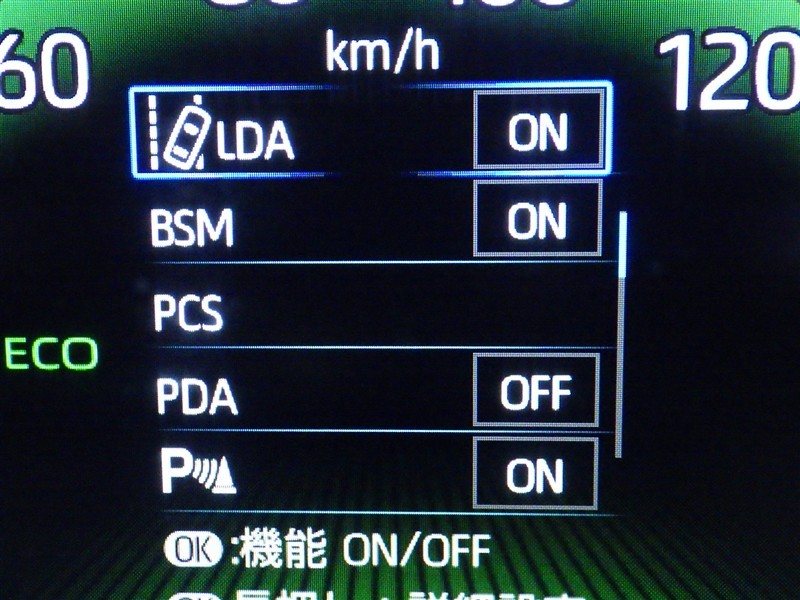 km/h
60
120
LDA ON
BSM ON
PCS
ECO
PDA OFF
P ON
OK :機能 ON/OFF